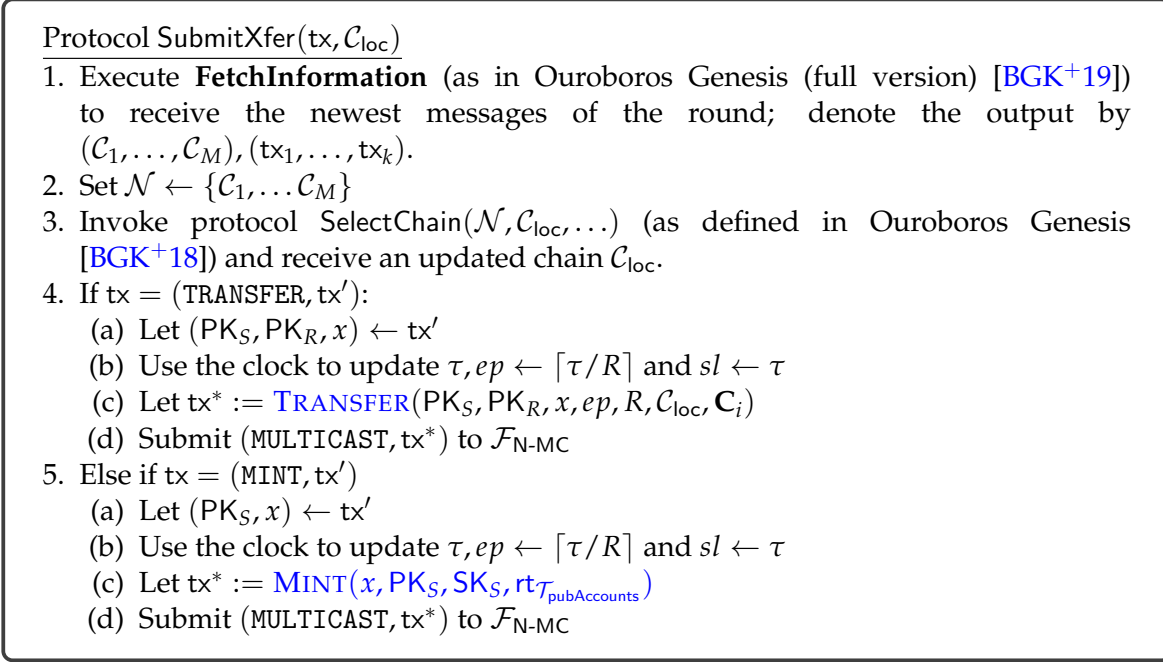 Protocol SubmitXfer(tx, 𝒞_loc)
1. Execute FetchInformation (as in Ouroboros Genesis (full version) [BGK+19])
to receive the newest messages of the round; denote the output by
(𝒞_1, . . . , 𝒞_M), (tx_1, . . . , tx_k).
2. Set 𝒩 ← {𝒞_1, . . . 𝒞_M}
3. Invoke protocol SelectChain(𝒩, 𝒞_loc, . . .) (as defined in Ouroboros Genesis
[BGK+18]) and receive an updated chain 𝒞_loc.
4. If tx = (TRANSFER, tx′):
(a) Let (PK_S, PK_R, x) ← tx′
(b) Use the clock to update τ, ep ← ⌈τ/R⌉ and sl ← τ
(c) Let tx* := TRANSFER(PK_S, PK_R, x, ep, R, 𝒞_loc, 𝐂_i)
(d) Submit (MULTICAST, tx*) to ℱ_N-MC
5. Else if tx = (MINT, tx′)
(a) Let (PK_S, x) ← tx′
(b) Use the clock to update τ, ep ← ⌈τ/R⌉ and sl ← τ
(c) Let tx* := MINT(x, PK_S, SK_S, rt_𝒯_pubAccounts)
(d) Submit (MULTICAST, tx*) to ℱ_N-MC